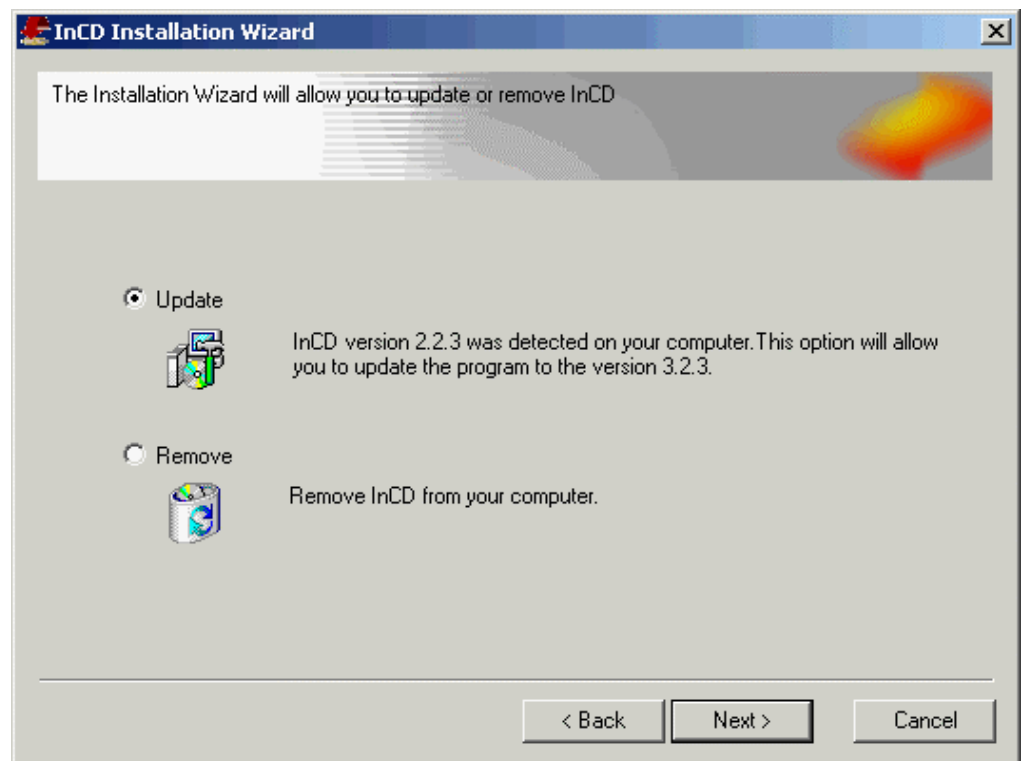 InCD Installation Wizard
The Installation Wizard will allow you to update or remove InCD
Update
InCD version 2.2.3 was detected on your computer.This option will allow
you to update the program to the version 3.2.3.
Remove
Remove InCD from your computer.
< Back
Next >
Cancel